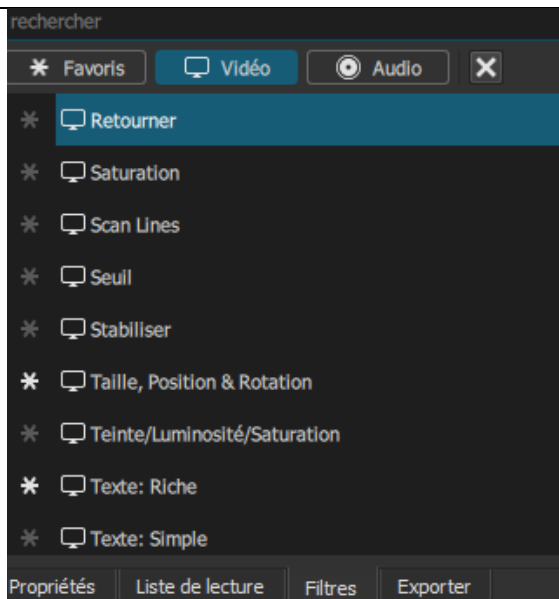 rechercher
Favoris Vidéo Audio
Retourner
Saturation
Scan Lines
Seuil
Stabiliser
Taille, Position & Rotation
Teinte/Luminosité/Saturation
Texte: Riche
Texte: Simple
Propriétés Liste de lecture Filtres Exporter